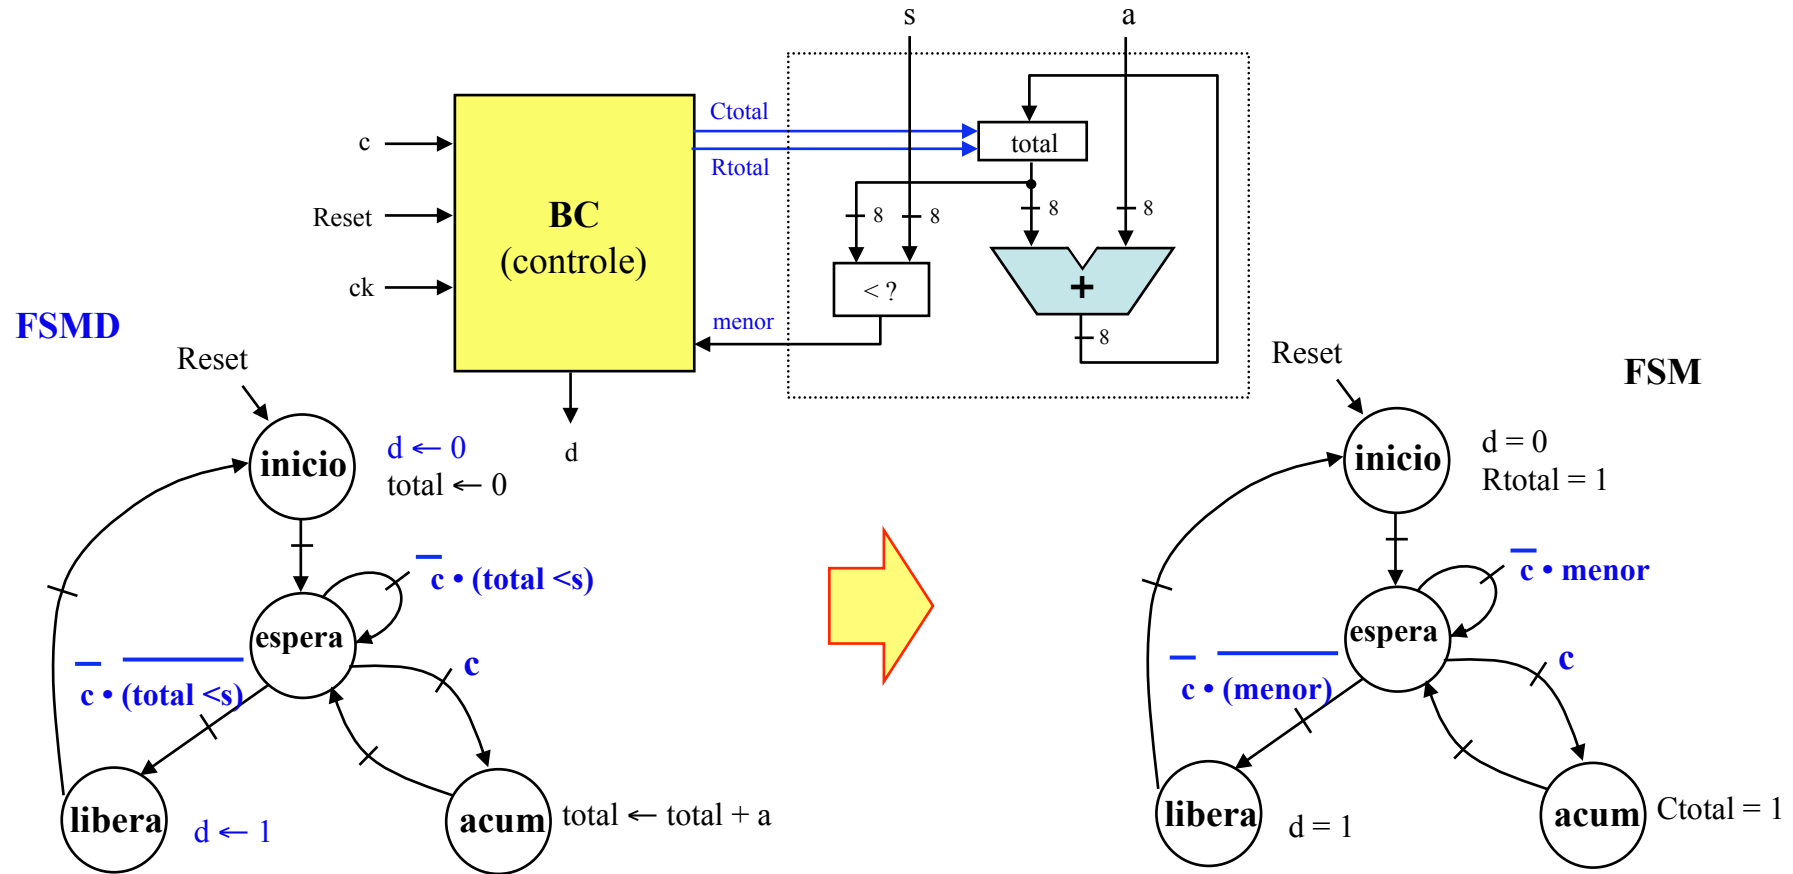 s
a
Ctotal
c
total
Rtotal
Reset
BC
8
8
8
8
(controle)
ck
< ?
+
menor
8
d
FSMD
Reset
inicio
d ← 0
total ← 0
c̅ • (total <s)
espera
c
c̅ • (total <s)̅
libera
d ← 1
acum
total ← total + a
FSM
Reset
inicio
d = 0
Rtotal = 1
c̅ • menor
espera
c
c̅ • (menor)̅
libera
d = 1
acum
Ctotal = 1